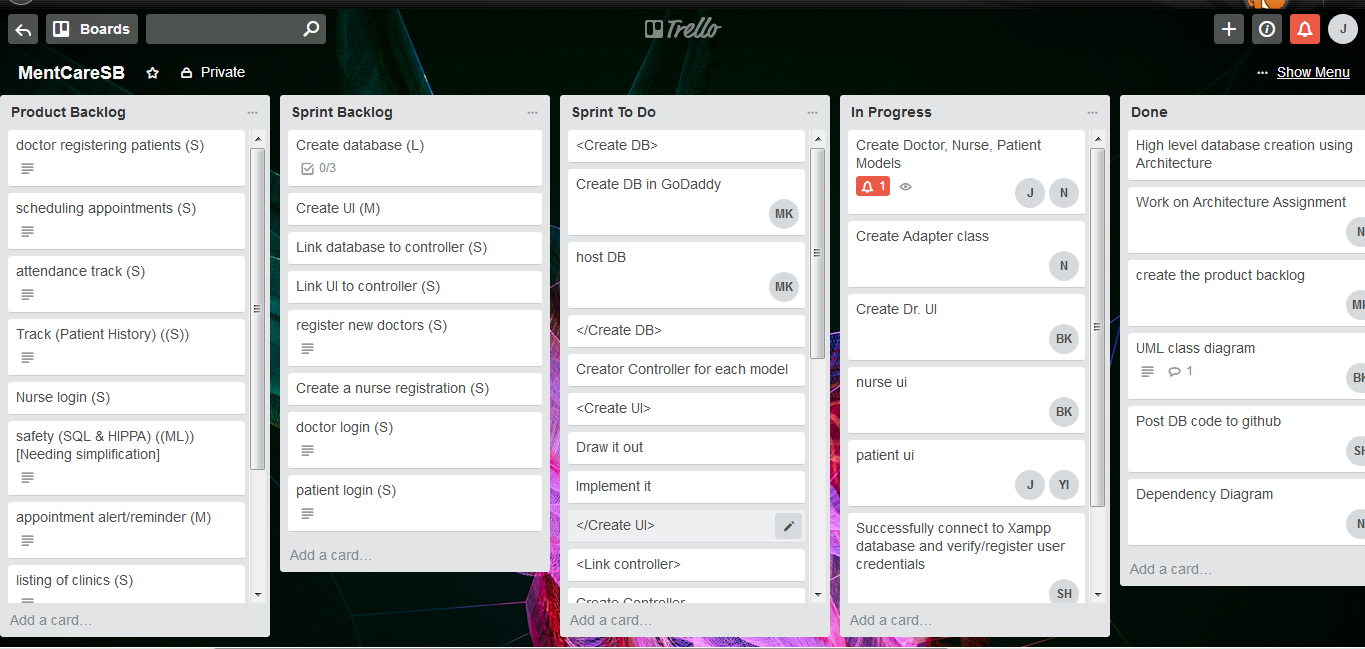 Boards
Trello
J
MentCareSB
Private
Show Menu
Product Backlog
doctor registering patients (S)
scheduling appointments (S)
attendance track (S)
Track (Patient History) ((S))
Nurse login (S)
safety (SQL & HIPPA) ((ML))
[Needing simplification]
appointment alert/reminder (M)
listing of clinics (S)
Add a card...
Sprint Backlog
Create database (L)
0/3
Create UI (M)
Link database to controller (S)
Link UI to controller (S)
register new doctors (S)
Create a nurse registration (S)
doctor login (S)
patient login (S)
Add a card...
Sprint To Do
<Create DB>
Create DB in GoDaddy
MK
host DB
MK
</Create DB>
Creator Controller for each model
<Create UI>
Draw it out
Implement it
</Create UI>
<Link controller>
Create Controller
Add a card...
In Progress
Create Doctor, Nurse, Patient
Models
1
J N
Create Adapter class
N
Create Dr. UI
BK
nurse ui
BK
patient ui
J YI
Successfully connect to Xampp
database and verify/register user
credentials
SH
Add a card...
Done
High level database creation using
Architecture
Work on Architecture Assignment
N
create the product backlog
MK
UML class diagram
1
BK
Post DB code to github
SH
Dependency Diagram
N
Add a card...